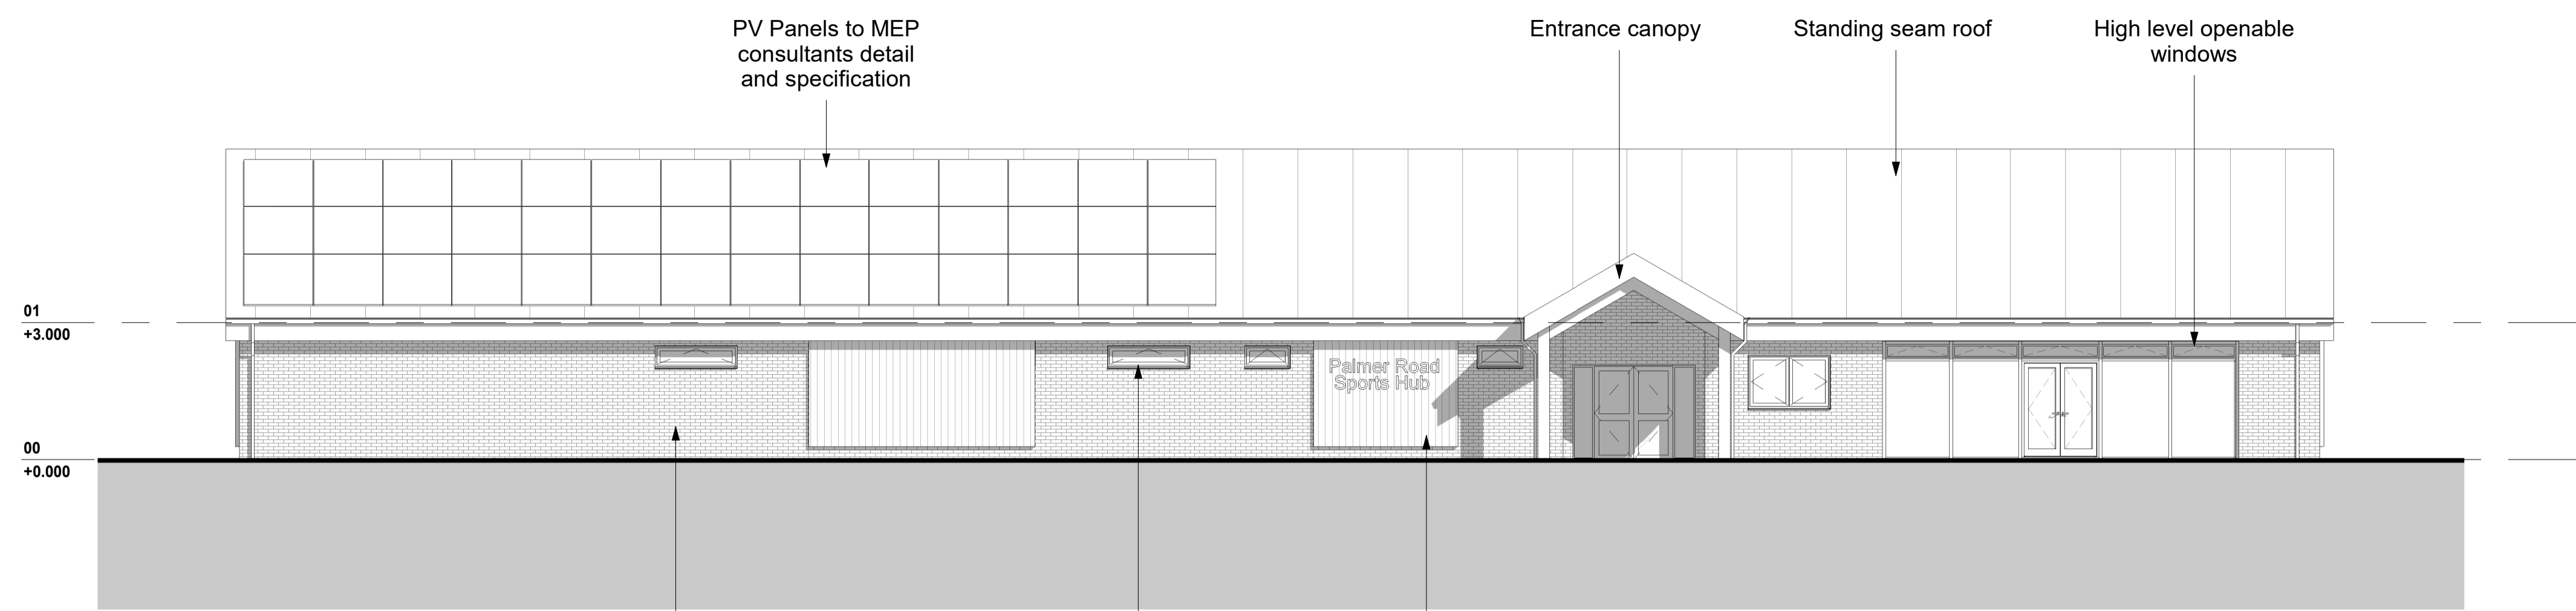 PV Panels to MEP
consultants detail
and specification
Entrance canopy
Standing seam roof
High level openable
windows
01
+3.000
Palmer Road
Sports Hub
00
+0.000